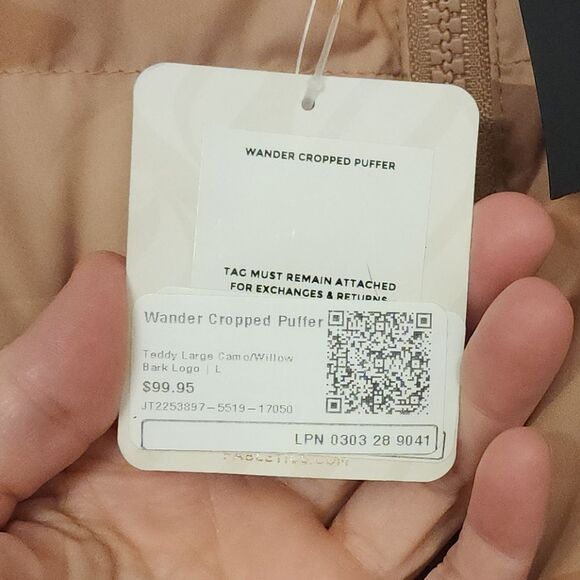 WANDER CROPPED PUFFER
TAG MUST REMAIN ATTACHED
FOR EXCHANGES & RETURNS
Wander Cropped Puffer
Teddy Large Camo/Willow
Bark Logo | L
$99.95
JT2253897-5519-17050
LPN 0303 28 9041